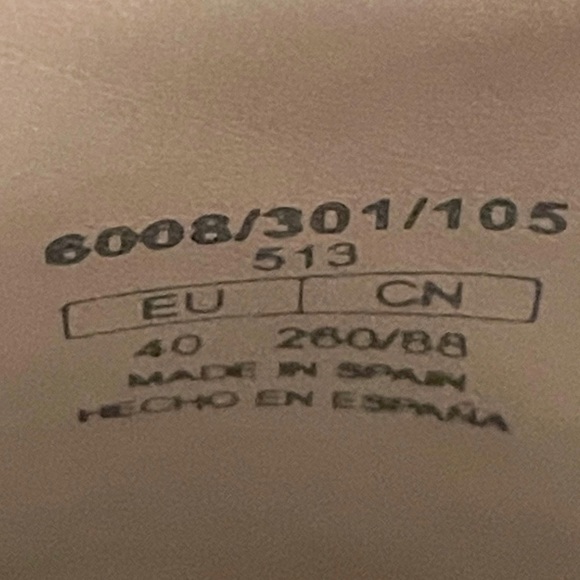 6008/301/105
513
EU CN
40 260/88
MADE IN SPAIN
HECHO EN ESPAÑA